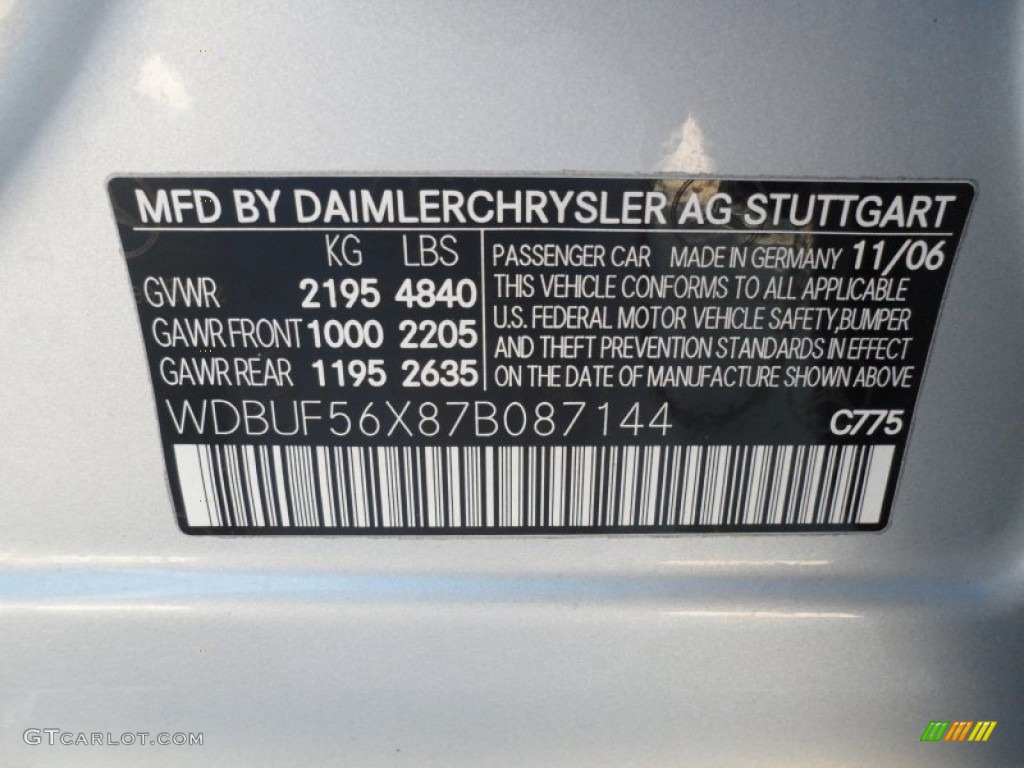 MFD BY DAIMLERCHRYSLER AG STUTTGART
KG LBS
GVWR 2195 4840
GAWR FRONT 1000 2205
GAWR REAR 1195 2635
PASSENGER CAR MADE IN GERMANY 11/06
THIS VEHICLE CONFORMS TO ALL APPLICABLE
U.S. FEDERAL MOTOR VEHICLE SAFETY, BUMPER
AND THEFT PREVENTION STANDARDS IN EFFECT
ON THE DATE OF MANUFACTURE SHOWN ABOVE
WDBUF56X87B087144 C775
GTCARLOT.COM